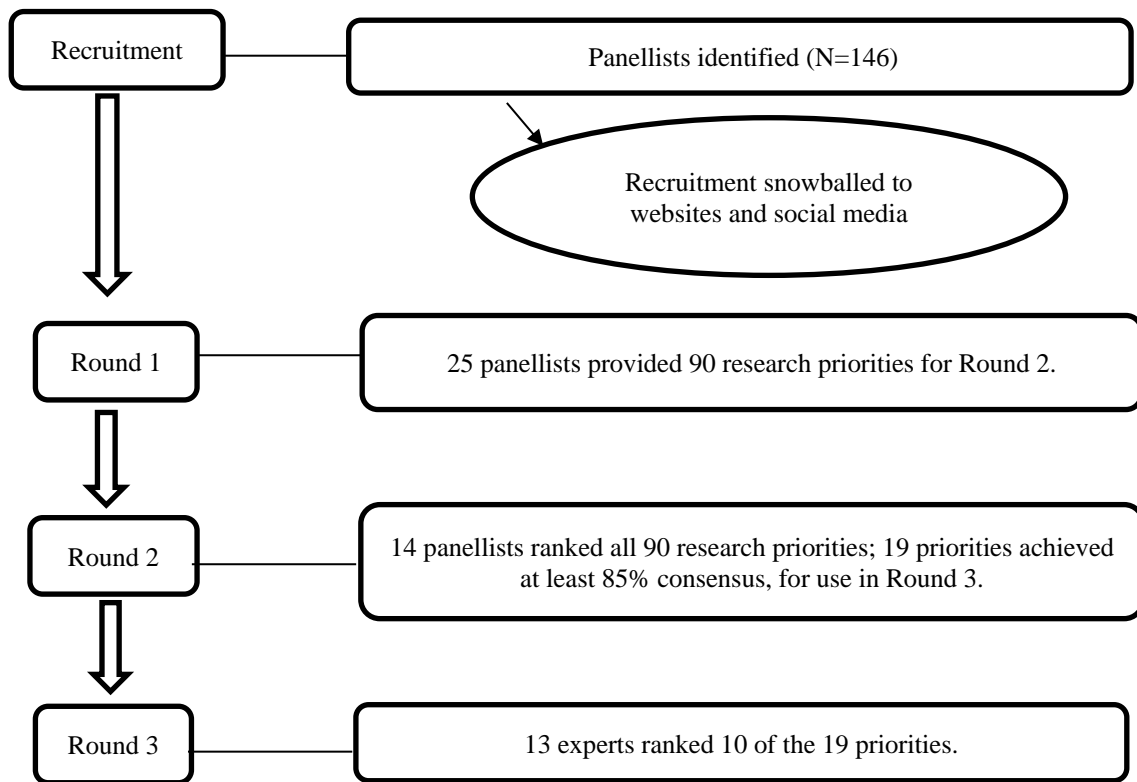 Recruitment
Panellists identified (N=146)
Recruitment snowballed to
websites and social media
Round 1
25 panellists provided 90 research priorities for Round 2.
Round 2
14 panellists ranked all 90 research priorities; 19 priorities achieved
at least 85% consensus, for use in Round 3.
Round 3
13 experts ranked 10 of the 19 priorities.